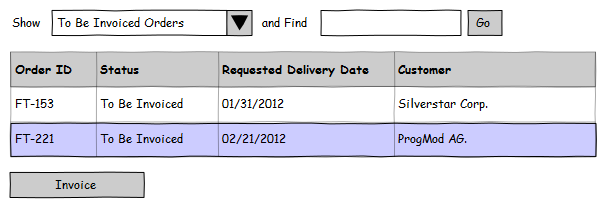 Show To Be Invoiced Orders and Find Go
Order ID Status Requested Delivery Date Customer
FT-153 To Be Invoiced 01/31/2012 Silverstar Corp.
FT-221 To Be Invoiced 02/21/2012 ProgMod AG.
Invoice